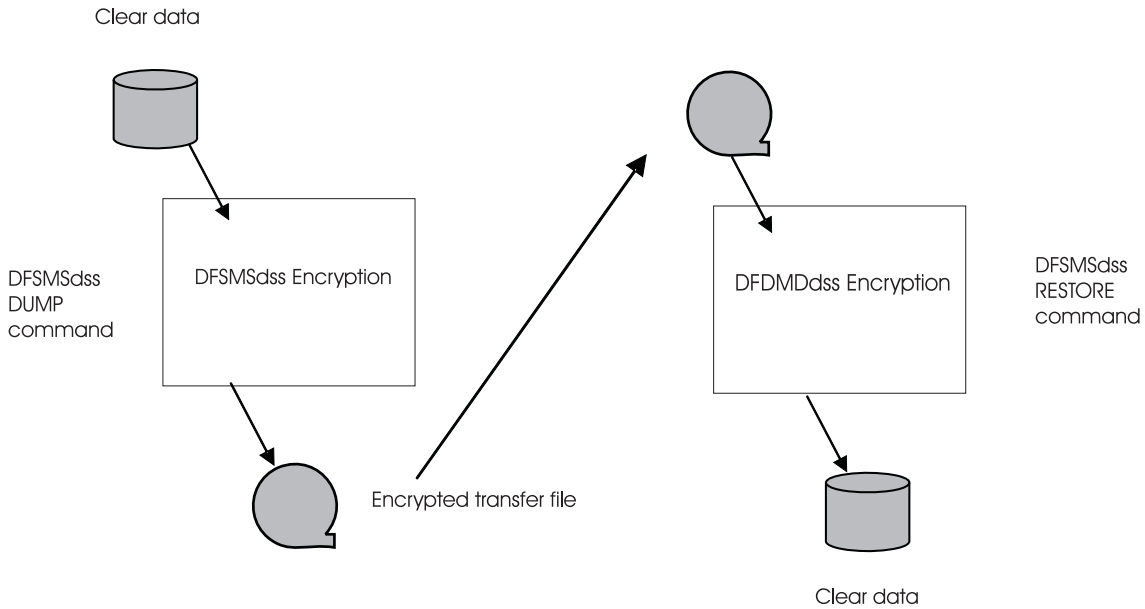 Clear data
DFSMSdss
DUMP
command
DFSMSdss Encryption
Encrypted transfer file
DFDMDdss Encryption
DFSMSdss
RESTORE
command
Clear data